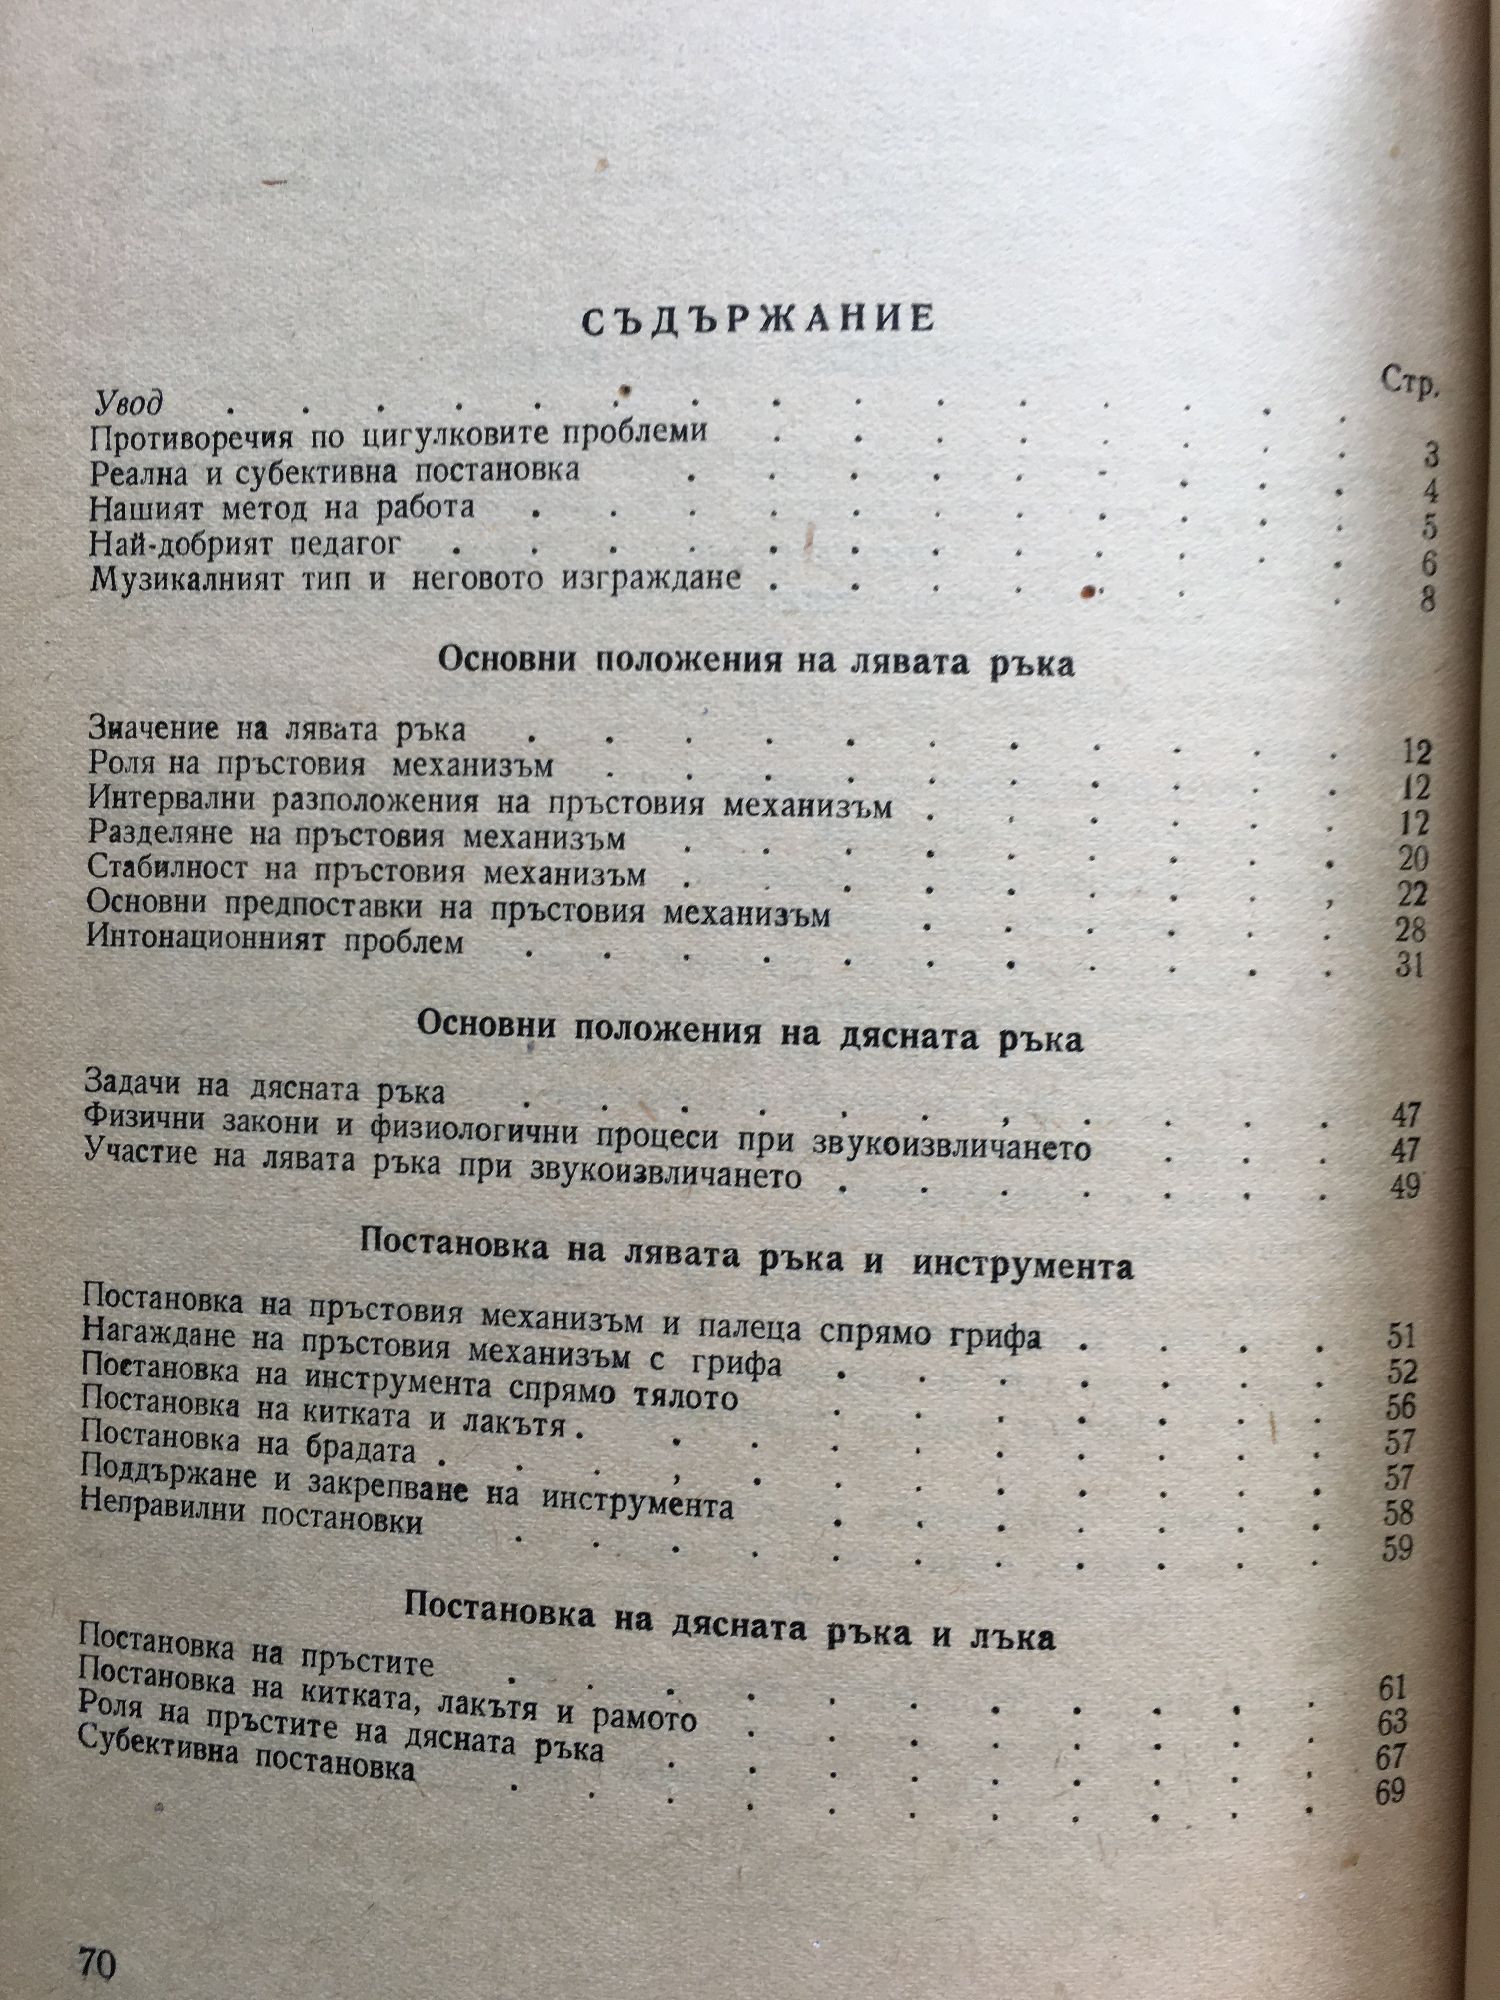 СЪДЪРЖАНИЕ
Стр.
Увод . . . . . . . . . . . . . . .
Противоречия по цигулковите проблеми . . . . . . . . 3
Реална и субективна постановка . . . . . . . . . 4
Нашият метод на работа . . . . . . . . . . . 5
Най-добрият педагог . . . . . . . . . . . . 6
Музикалният тип и неговото изграждане . . . . . . . 8
Основни положения на лявата ръка
Значение на лявата ръка . . . . . . . . . . . 12
Роля на пръстовия механизъм . . . . . . . . . . 12
Интервални разположения на пръстовия механизъм . . . . . . 12
Разделяне на пръстовия механизъм . . . . . . . . . 20
Стабилност на пръстовия механизъм . . . . . . . . , 22
Основни предпоставки на пръстовия механизъм . . . . . . 28
Интонационният проблем . . . . . . . . . . . 31
Основни положения на дясната ръка
Задачи на дясната ръка . . . . . . , . . . . 47
Физични закони и физиологични процеси при звукоизвличането . . . 47
Участие на лявата ръка при звукоизвличането . . . . . . . 49
Постановка на лявата ръка и инструмента
Постановка на пръстовия механизъм и палеца спрямо грифа . . . . 51
Нагаждане на пръстовия механизъм с грифа . . . . . . . 52
Постановка на инструмента спрямо тялото . . . . . . . 56
Постановка на китката и лакътя . . . . . . . . . . 57
Постановка на брадата . . . , . . . . . . . . 57
Поддържане и закрепване на инструмента . . . . . . . 58
Неправилни постановки . . . . . . . . . . . 59
Постановка на дясната ръка и лъка
Постановка на пръстите . . . . . . . . . . . 61
Постановка на китката, лакътя и рамото . . . . . . . . 63
Роля на пръстите на дясната ръка . . . . . . . . . 67
Субективна постановка . . . . . . . . . . . 69
70